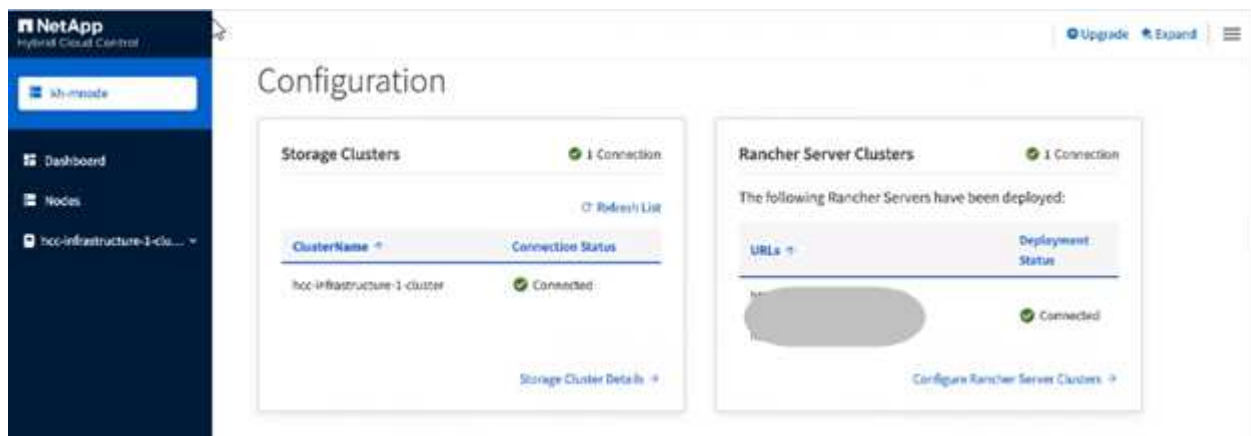 NetApp
Hybrid Cloud Control
Upgrade Expand
kh-mnode
Configuration
Dashboard
Nodes
hcc-infrastructure-1-clu...
Storage Clusters
1 Connection
Refresh List
ClusterName
Connection Status
hcc-infrastructure-1-cluster
Connected
Storage Cluster Details
Rancher Server Clusters
1 Connection
The following Rancher Servers have been deployed:
URLs
Deployment
Status
Connected
Configure Rancher Server Clusters